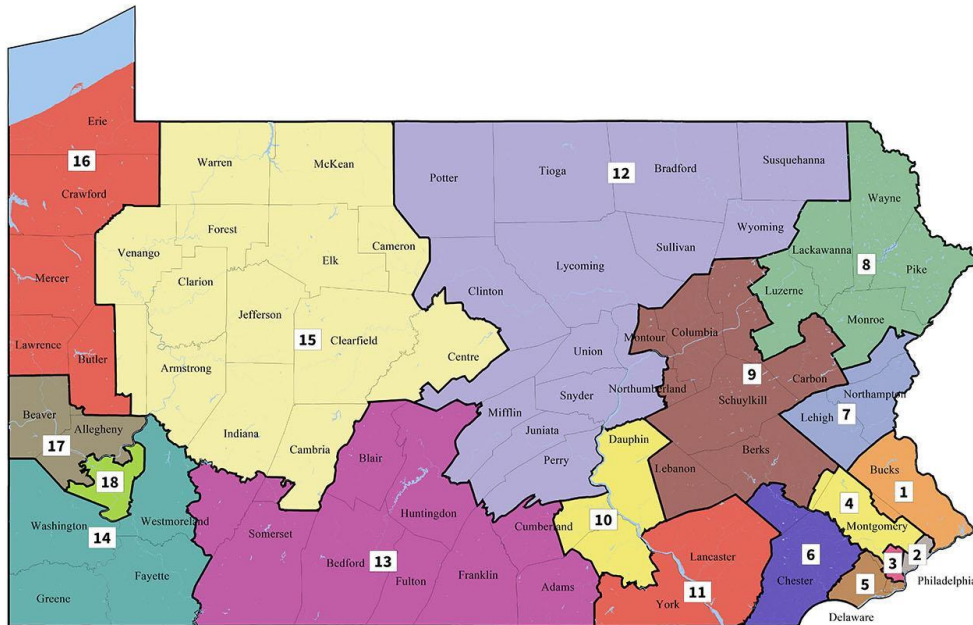 Erie
16
Crawford
Warren
McKean
Potter
Tioga
12
Bradford
Susquehanna
Wayne
Forest
Cameron
Venango
Elk
Clarion
Sullivan
Wyoming
Lackawanna
8
Pike
Mercer
Lycoming
Clinton
Luzerne
Jefferson
Monroe
15
Clearfield
Montour
Columbia
Lawrence
Butler
Centre
Union
9
Carbon
Armstrong
Northumberland
Northampton
Snyder
Schuylkill
Beaver
Allegheny
Mifflin
Lehigh
7
17
Indiana
Cambria
Juniata
Dauphin
Blair
Perry
Lebanon
Berks
Bucks
18
1
Huntingdon
4
Washington
Westmoreland
14
Somerset
Cumberland
10
Montgomery
13
Bedford
Lancaster
6
2
3
Fayette
Fulton
Franklin
Chester
5
Philadelphia
Greene
Adams
York
11
Delaware